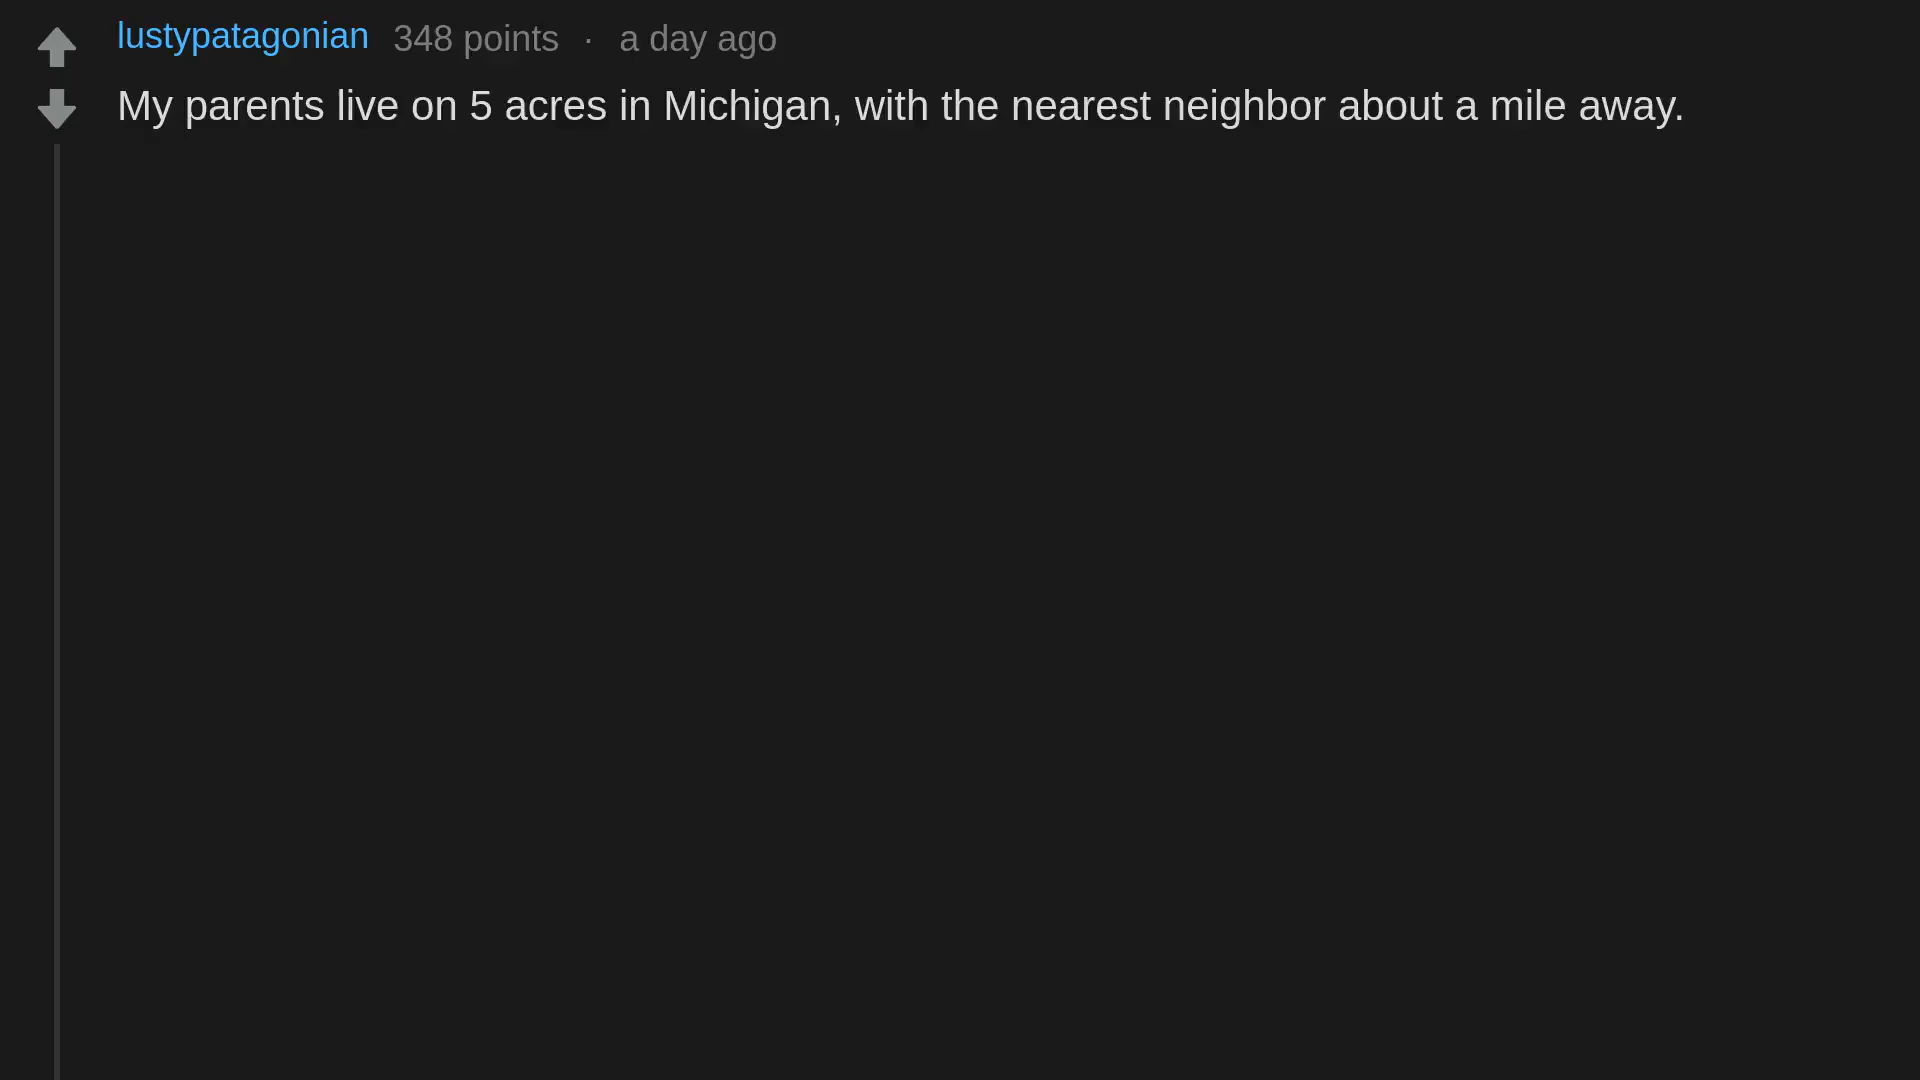 lustypatagonian 348 points · a day ago
My parents live on 5 acres in Michigan, with the nearest neighbor about a mile away.